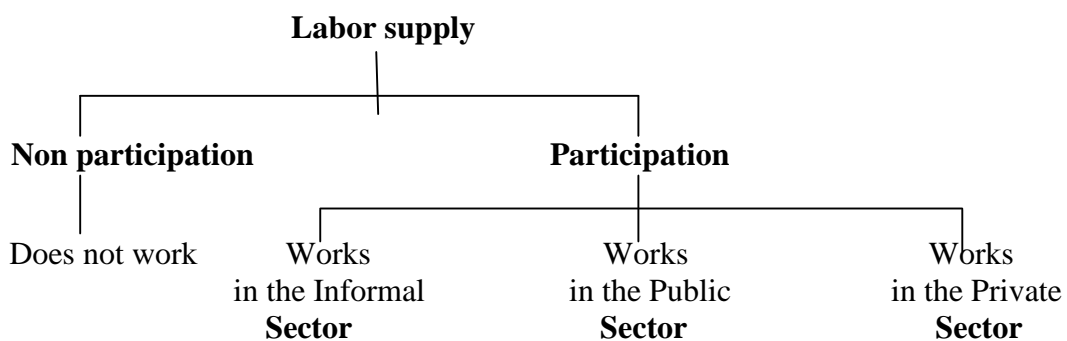 Labor supply
Non participation
Participation
Does not work
Works
in the Informal
Sector
Works
in the Public
Sector
Works
in the Private
Sector